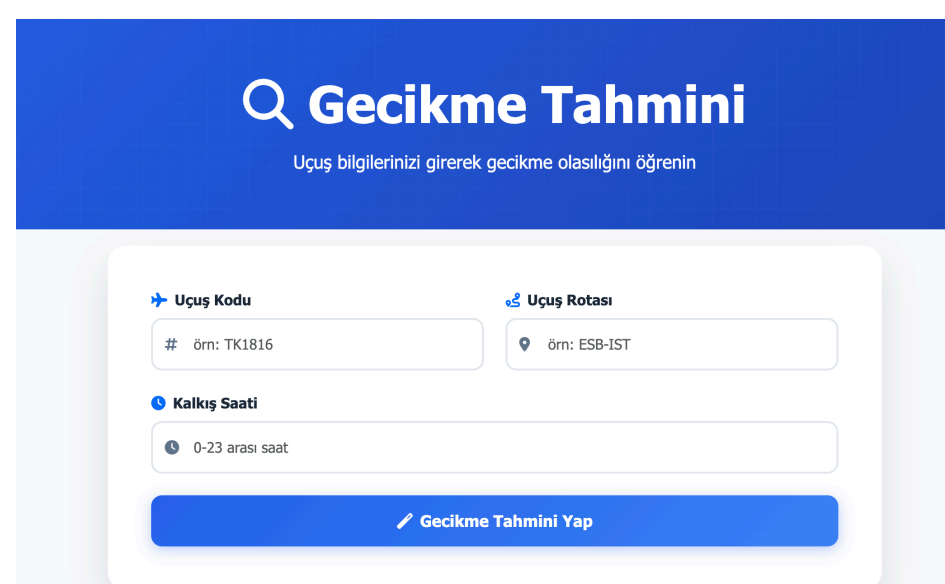 Gecikme Tahmini
Uçuş bilgilerinizi girerek gecikme olasılığını öğrenin
Uçuş Kodu
Uçuş Rotası
# örn: TK1816
örn: ESB-IST
Kalkış Saati
0-23 arası saat
Gecikme Tahmini Yap